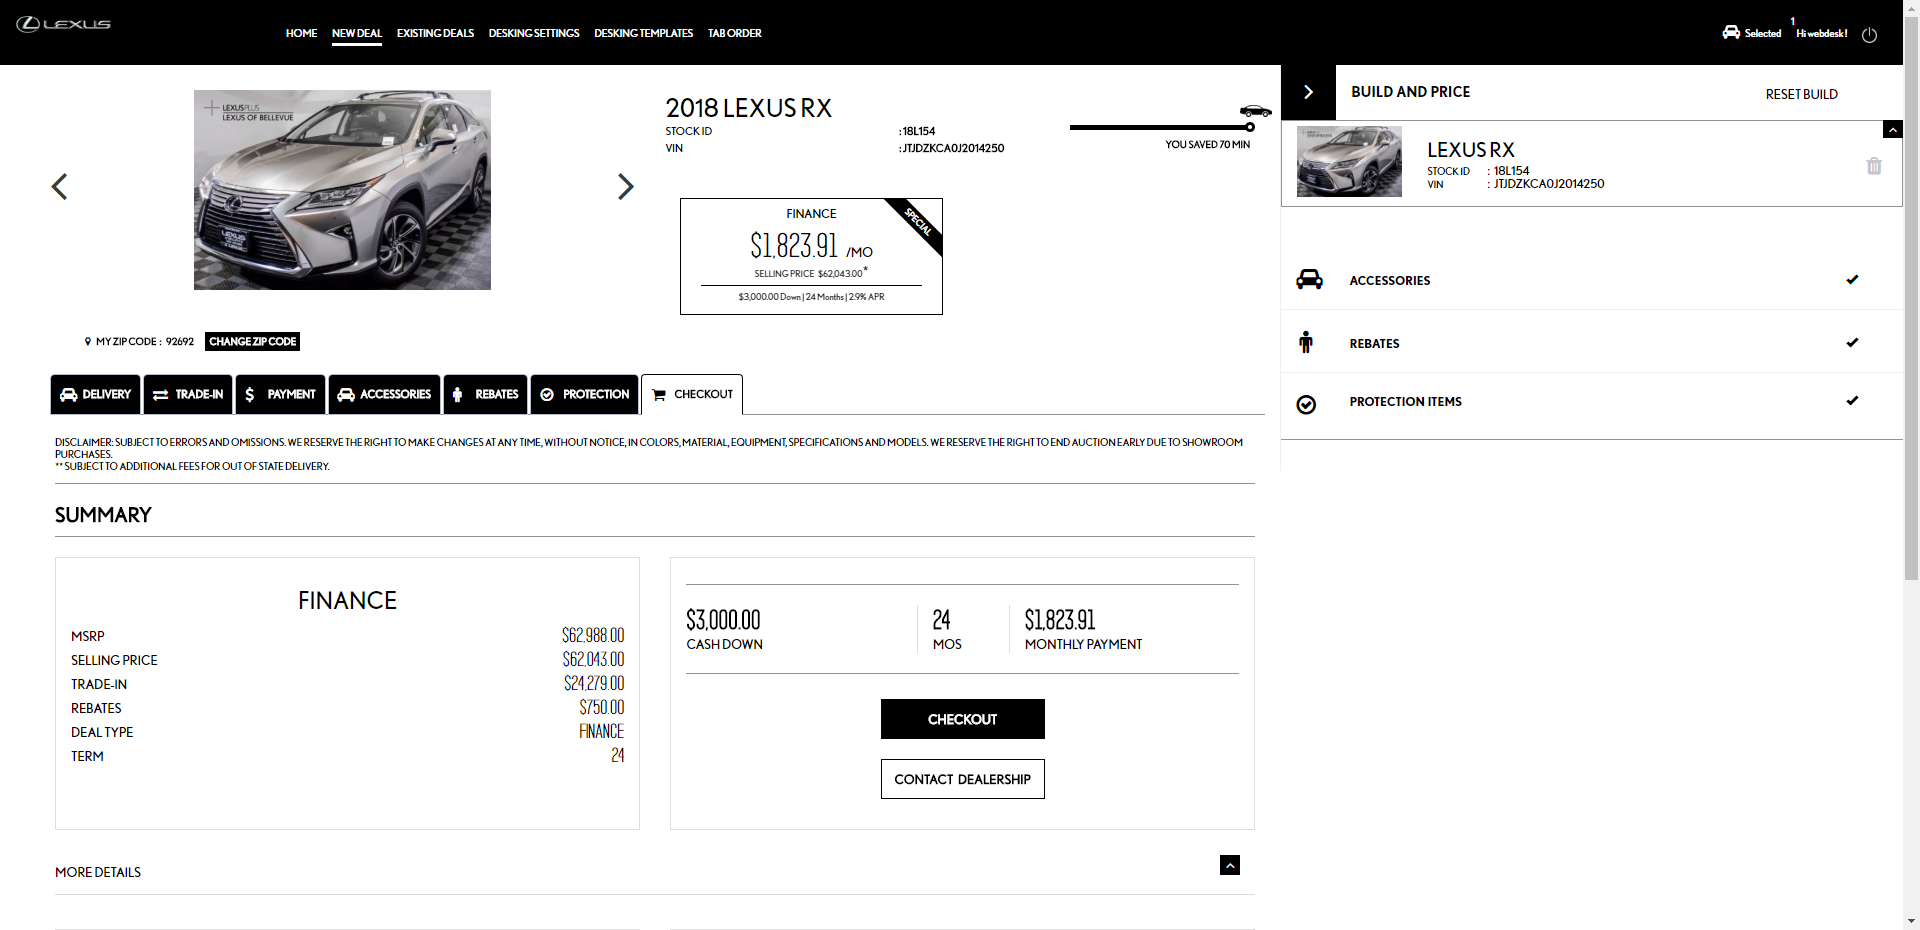 LEXUS
HOME NEW DEAL EXISTING DEALS DESKING SETTINGS DESKING TEMPLATES TAB ORDER
1
Selected Hi webdesk!
LEXUSPLUS
LEXUS OF BELLEVUE
LEXUS
2018 LEXUS RX
STOCK ID : 18L154
VIN : JTJDZKCA0J2014250
YOU SAVED 70 MIN
FINANCE
SPECIAL
$1,823.91 /MO
SELLING PRICE $62,043.00*
$3,000.00 Down | 24 Months | 2.9% APR
MY ZIP CODE : 92692 CHANGE ZIP CODE
DELIVERY TRADE-IN PAYMENT ACCESSORIES REBATES PROTECTION CHECKOUT
DISCLAIMER: SUBJECT TO ERRORS AND OMISSIONS. WE RESERVE THE RIGHT TO MAKE CHANGES AT ANY TIME, WITHOUT NOTICE, IN COLORS, MATERIAL, EQUIPMENT, SPECIFICATIONS AND MODELS. WE RESERVE THE RIGHT TO END AUCTION EARLY DUE TO SHOWROOM
PURCHASES.
** SUBJECT TO ADDITIONAL FEES FOR OUT OF STATE DELIVERY.
SUMMARY
FINANCE
MSRP $62,988.00
SELLING PRICE $62,043.00
TRADE-IN $24,279.00
REBATES $750.00
DEAL TYPE FINANCE
TERM 24
$3,000.00 24 $1,823.91
CASH DOWN MOS MONTHLY PAYMENT
CHECKOUT
CONTACT DEALERSHIP
MORE DETAILS
BUILD AND PRICE RESET BUILD
LEXUS RX
STOCK ID : 18L154
VIN : JTJDZKCA0J2014250
ACCESSORIES
REBATES
PROTECTION ITEMS